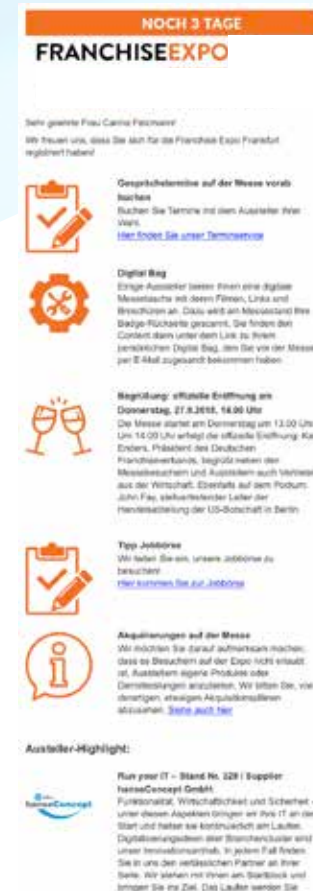 NOCH 3 TAGE
FRANCHISEEXPO
Sehr geehrte Frau Carina
Wir freuen uns, dass Sie sich für die Franchise Expo Frankfurt
registriert haben!
Gesprächstermine auf der Messe vorab
buchen
Buchen Sie Termine mit dem Aussteller Ihrer
Wahl.
Hier finden Sie unser Terminservice
Digital Bag
Einige Aussteller bieten Ihnen eine digitale
Messetasche mit deren Filmen, Links und
Broschüren an. Dazu wird am Messestand Ihre
Badge-Rückseite gescannt. Sie finden den
Content dann unter dem Link zu Ihrem
persönlichen Digital Bag, den Sie vor der Messe
per E-Mail zugesandt bekommen haben.
Begrüßung: offizielle Eröffnung am
Donnerstag, 27.9.2018, 14.00 Uhr
Die Messe startet am Donnerstag um 13.00 Uhr.
Um 14.00 Uhr erfolgt die offizielle Eröffnung: Kai
Enders, Präsident des Deutschen
Franchiseverbands, begrüßt neben den
Messebesuchern und Ausstellern auch Vertreter
aus der Wirtschaft. Ebenfalls auf dem Podium:
John Fay, stellvertretender Leiter der
Handelsabteilung der US-Botschaft in Berlin
Tipp Jobbörse
Wir laden Sie ein, unsere Jobbörse zu
besuchen!
Hier kommen Sie zur Jobbörse
Akquirierungen auf der Messe
Wir möchten Sie darauf aufmerksam machen,
dass es Besuchern auf der Expo nicht erlaubt
ist, Ausstellern eigene Produkte oder
Dienstleistungen anzubieten. Wir bitten Sie, von
derartigen, etwaigen Akquisitionsplänen
abzusehen. Siehe auch hier
Austeller-Highlight:
hanseConcept
Run your IT – Stand Nr. 329 | Supplier
hanseConcept GmbH:
Funktionalität, Wirtschaftlichkeit und Sicherheit –
unter diesen Aspekten bringen wir Ihre IT an den
Start und halten sie kontinuierlich am Laufen.
Digitalisierungsideen aller Branchencluster sind
unser Innovationsantrieb. In jedem Fall finden
Sie in uns den verlässlichen Partner an Ihrer
Seite. Wir stehen mit Ihnen am Startblock und
bringen Sie ins Ziel. Das Laufen werden Sie